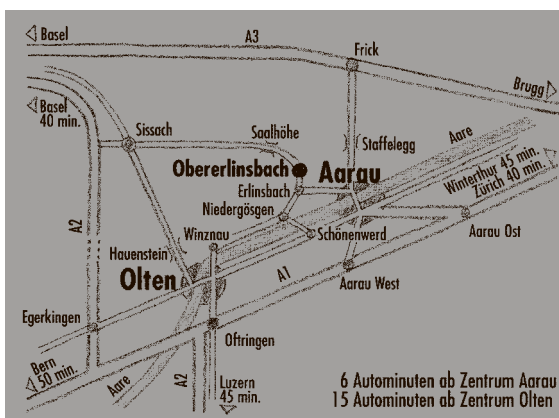 Basel
A3
Frick
Brugg
Basel
40 min.
Sissach
Saalhöhe
Staffelegg
Aare
Obererlinsbach
Aarau
Winterthur 45 min.
Zürich 40 min.
Erlinsbach
Niedergösgen
A2
Winznau
Schönenwerd
Aarau Ost
Hauenstein
Olten
A1
Aarau West
Egerkingen
Oftringen
Bern
50 min.
Aare
A2
Luzern
45 min.
6 Autominuten ab Zentrum Aarau
15 Autominuten ab Zentrum Olten